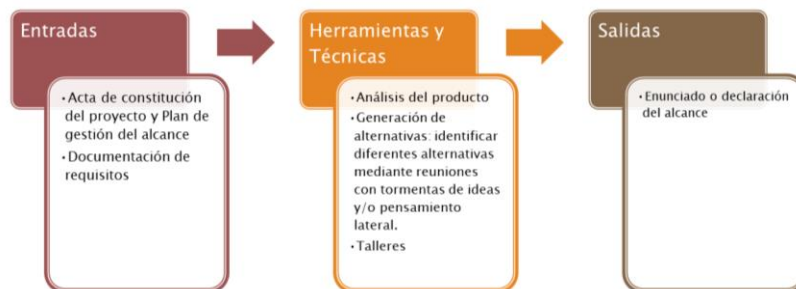 Entradas
• Acta de constitución
del proyecto y Plan de
gestión del alcance
• Documentación de
requisitos
Herramientas y
Técnicas
• Análisis del producto
• Generación de
alternativas: identificar
diferentes alternativas
mediante reuniones
con tormentas de ideas
y/o pensamiento
lateral.
• Talleres
Salidas
• Enunciado o declaración
del alcance